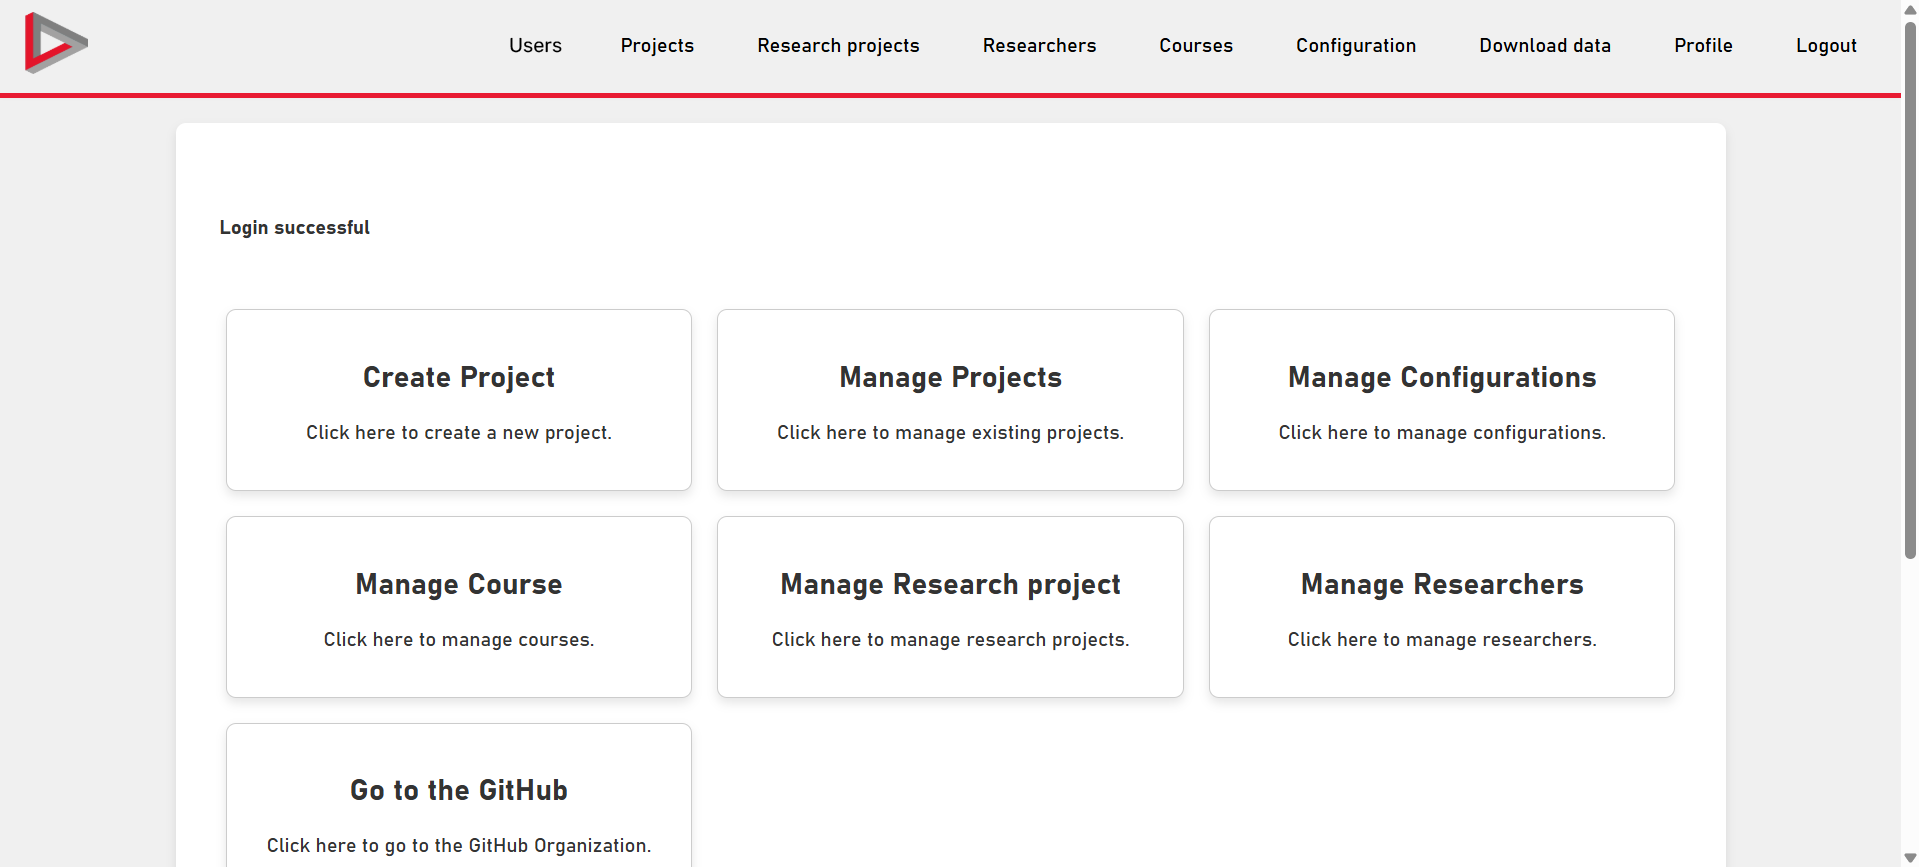 Users Projects Research projects Researchers Courses Configuration Download data Profile Logout
Login successful
Create Project
Click here to create a new project.
Manage Projects
Click here to manage existing projects.
Manage Configurations
Click here to manage configurations.
Manage Course
Click here to manage courses.
Manage Research project
Click here to manage research projects.
Manage Researchers
Click here to manage researchers.
Go to the GitHub
Click here to go to the GitHub Organization.